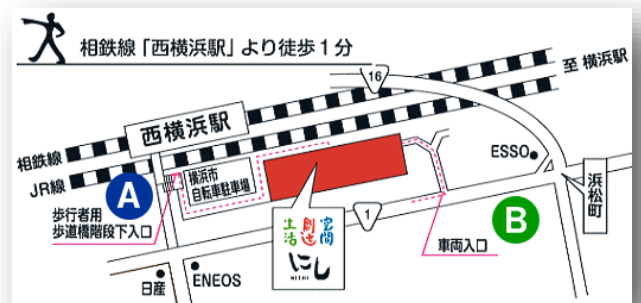 相鉄線「西横浜駅」より徒歩1分
16
至 横浜駅
西横浜駅
相鉄線
JR線
横浜市
自転車駐車場
ESSO
浜松町
A
歩行者用
歩道橋階段下入口
1
B
車両入口
生活
創造
空間
にし
NISHI
日産
ENEOS